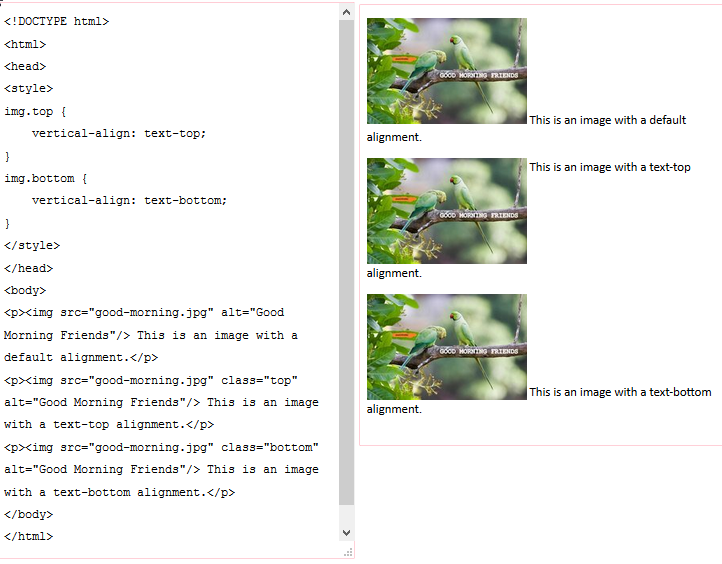 <!DOCTYPE html>
<html>
<head>
<style>
img.top {
    vertical-align: text-top;
}
img.bottom {
    vertical-align: text-bottom;
}
</style>
</head>
<body>
<p><img src="good-morning.jpg" alt="Good
Morning Friends"/> This is an image with a
default alignment.</p>
<p><img src="good-morning.jpg" class="top"
alt="Good Morning Friends"/> This is an image
with a text-top alignment.</p>
<p><img src="good-morning.jpg" class="bottom"
alt="Good Morning Friends"/> This is an image
with a text-bottom alignment.</p>
</body>
</html>
GOOD MORNING FRIENDS
This is an image with a default
alignment.
This is an image with a text-top
GOOD MORNING FRIENDS
alignment.
GOOD MORNING FRIENDS
This is an image with a text-bottom
alignment.